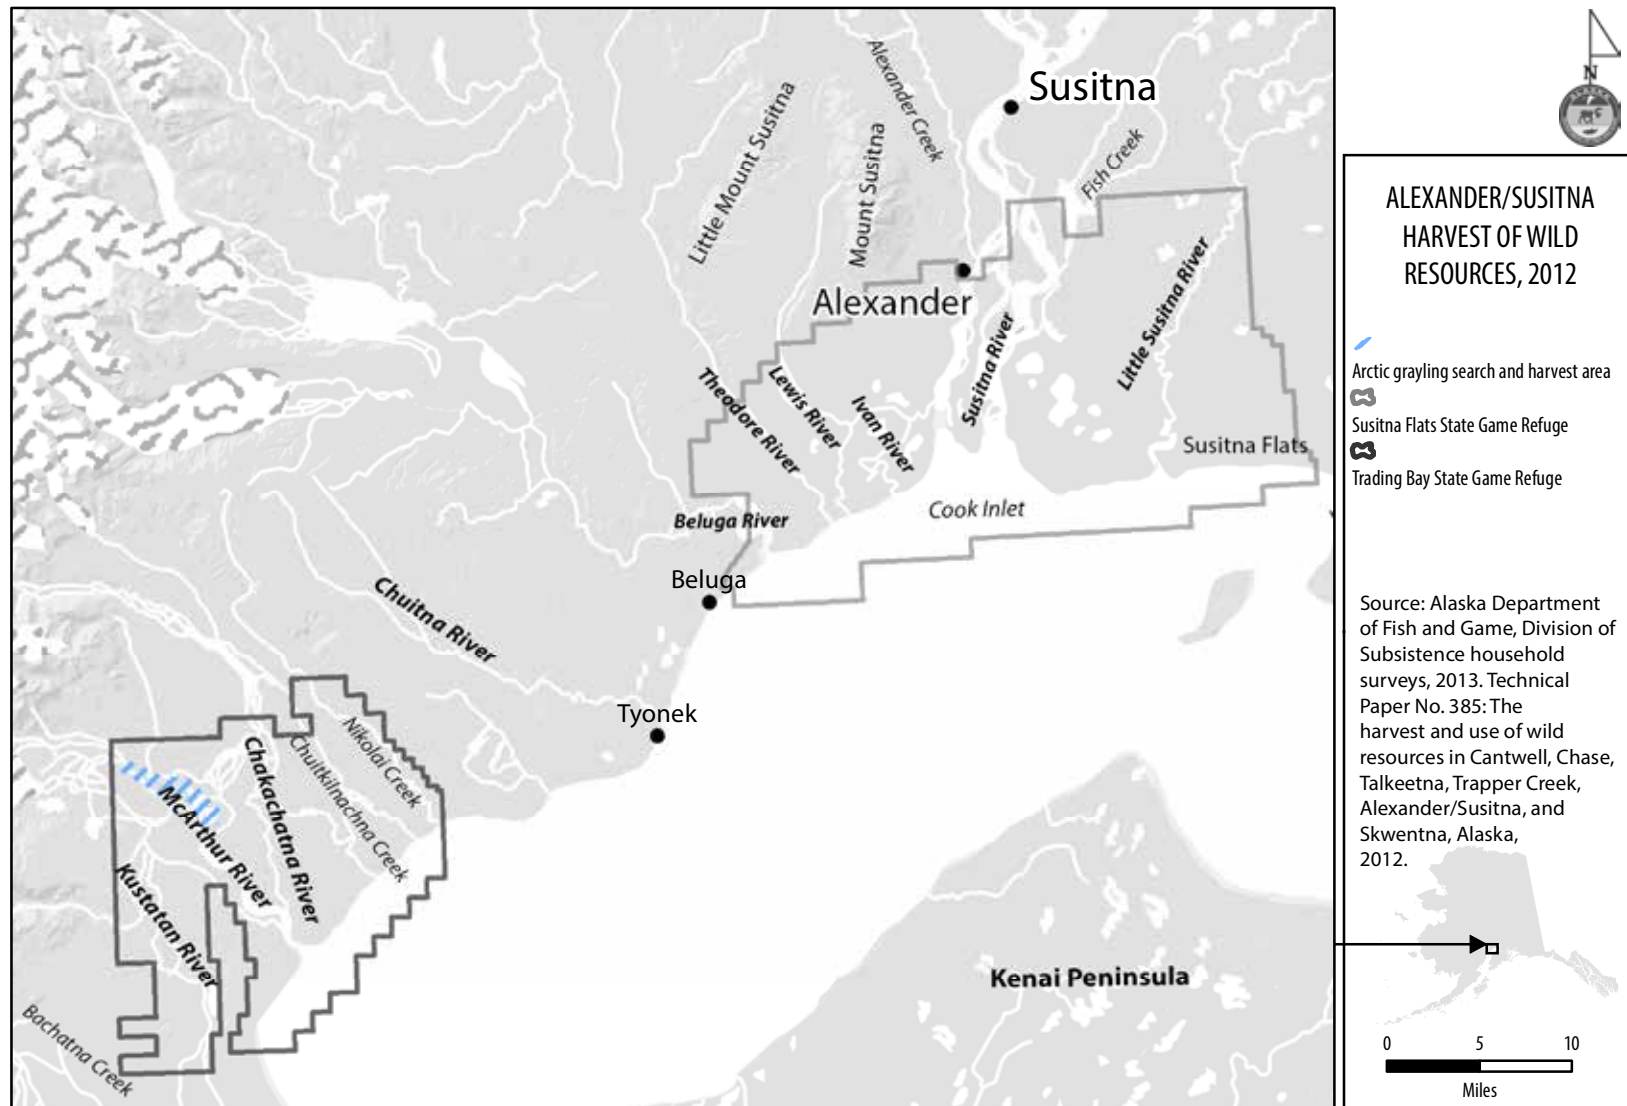 Susitna
Alexander Creek
Little Mount Susitna
Mount Susitna
Fish Creek
Alexander
Little Susitna River
Susitna River
Theodore River
Lewis River
Ivan River
Susitna Flats
Cook Inlet
Beluga River
Beluga
Chuitna River
Tyonek
Nikolai Creek
Chuitkilnachna Creek
Chakachatna River
McArthur River
Kustatan River
Bachatna Creek
Kenai Peninsula
N
ALEXANDER/SUSITNA
HARVEST OF WILD
RESOURCES, 2012
Arctic grayling search and harvest area
Susitna Flats State Game Refuge
Trading Bay State Game Refuge
Source: Alaska Department
of Fish and Game, Division of
Subsistence household
surveys, 2013. Technical
Paper No. 385: The
harvest and use of wild
resources in Cantwell, Chase,
Talkeetna, Trapper Creek,
Alexander/Susitna, and
Skwentna, Alaska,
2012.
0 5 10
Miles